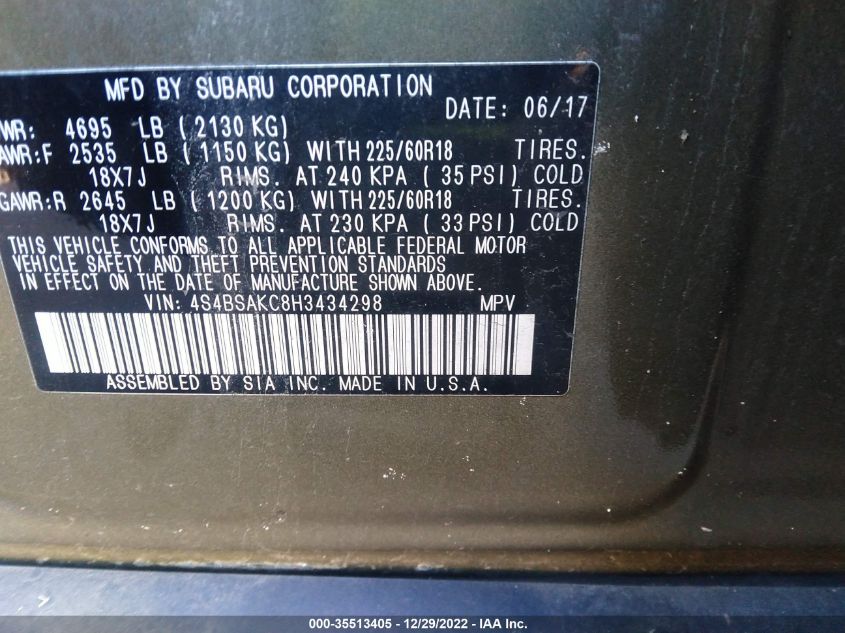 MFD BY SUBARU CORPORATION
DATE: 06/17
WR: 4695 LB ( 2130 KG)
AWR:F 2535 LB ( 1150 KG) WITH 225/60R18 TIRES.
18X7J RIMS. AT 240 KPA ( 35 PSI) COLD
GAWR:R 2645 LB ( 1200 KG) WITH 225/60R18 TIRES.
18X7J RIMS. AT 230 KPA ( 33 PSI) COLD
THIS VEHICLE CONFORMS TO ALL APPLICABLE FEDERAL MOTOR
VEHICLE SAFETY AND THEFT PREVENTION STANDARDS
IN EFFECT ON THE DATE OF MANUFACTURE SHOWN ABOVE.
VIN: 4S4BSAKC8H3434298 MPV
ASSEMBLED BY SIA INC. MADE IN U.S.A.
000-35513405 - 12/29/2022 - IAA Inc.